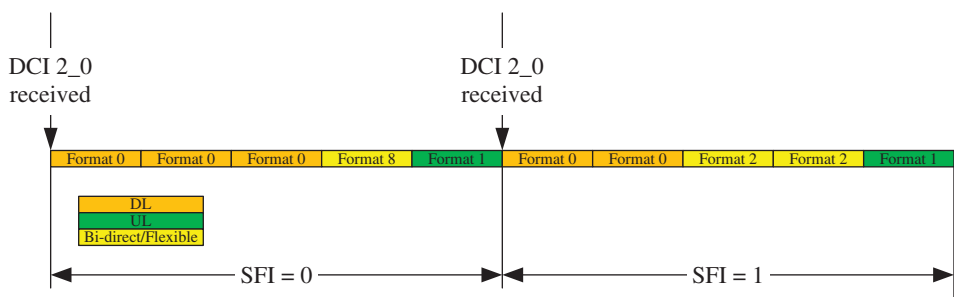 DCI 2_0
received
DCI 2_0
received
Format 0 Format 0 Format 0 Format 8 Format 1 Format 0 Format 0 Format 2 Format 2 Format 1
DL
UL
Bi-direct/Flexible
SFI = 0
SFI = 1